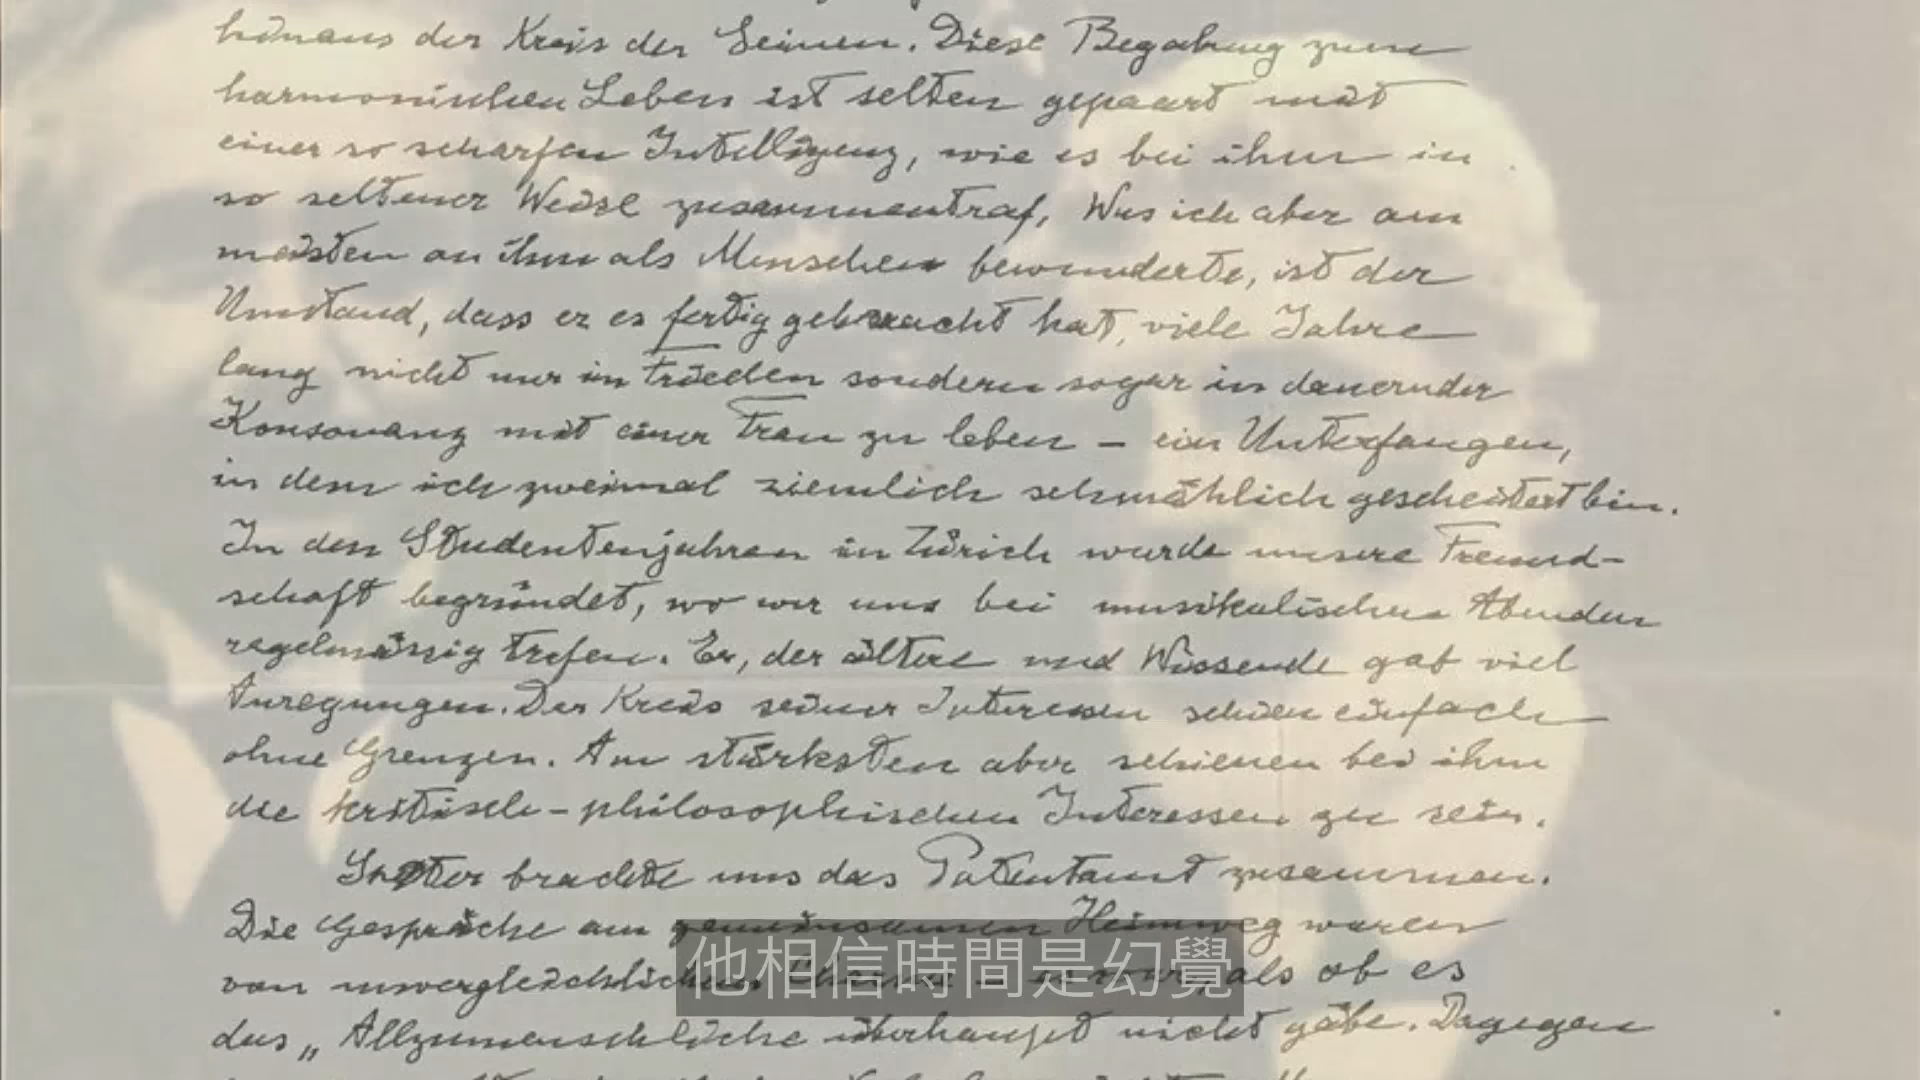 hinaus der Kreis der Seinen. Diese Begabung zum
harmonischen Leben ist selten gepaart mit
einer so scharfen Intelligenz, wie es bei ihm in
so seltener Weise zusammentraf. Was ich aber am
meisten an ihm als Menschen bewunderte, ist der
Umstand, dass er es fertig gebracht hat, viele Jahre
lang nicht nur im Frieden sondern sogar in dauernder
Konsonanz mit einer Frau zu leben – ein Unterfangen,
in dem ich zweimal ziemlich schmählich gescheitert bin.
In den Studentenjahren in Zürich wurde unsere Freund-
schaft begründet, wo wir uns bei musikalischen Abenden
regelmässig trafen. Er, der ältere und Wissende gab viel
Anregungen. Der Kreis seiner Interessen schien einfach
ohne Grenzen. Am stärksten aber schienen bei ihm
die kritisch-philosophischen Interessen zu sein.
Später brachte uns das Patentamt zusammen.
Die Gespräche am gemeinsamen Heimweg waren
von unvergleichlichem – es war, als ob es
das „Allzumenschliche überhaupt nicht gäbe. Dagegen
他相信時間是幻覺